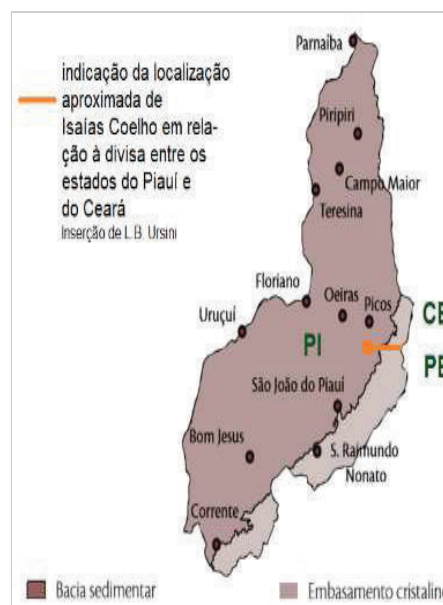 Parnaíba
indicação da localização
aproximada de
Isaías Coelho em rela-
ção à divisa entre os
estados do Piauí e
do Ceará
Inserção de L.B. Ursini
Piripiri
Campo Maior
Teresina
Floriano
Oeiras
Picos
CE
Uruçuí
PI
PE
São João do Piauí
Bom Jesus
S. Raimundo
Nonato
Corrente
Bacia sedimentar
Embasamento cristalino